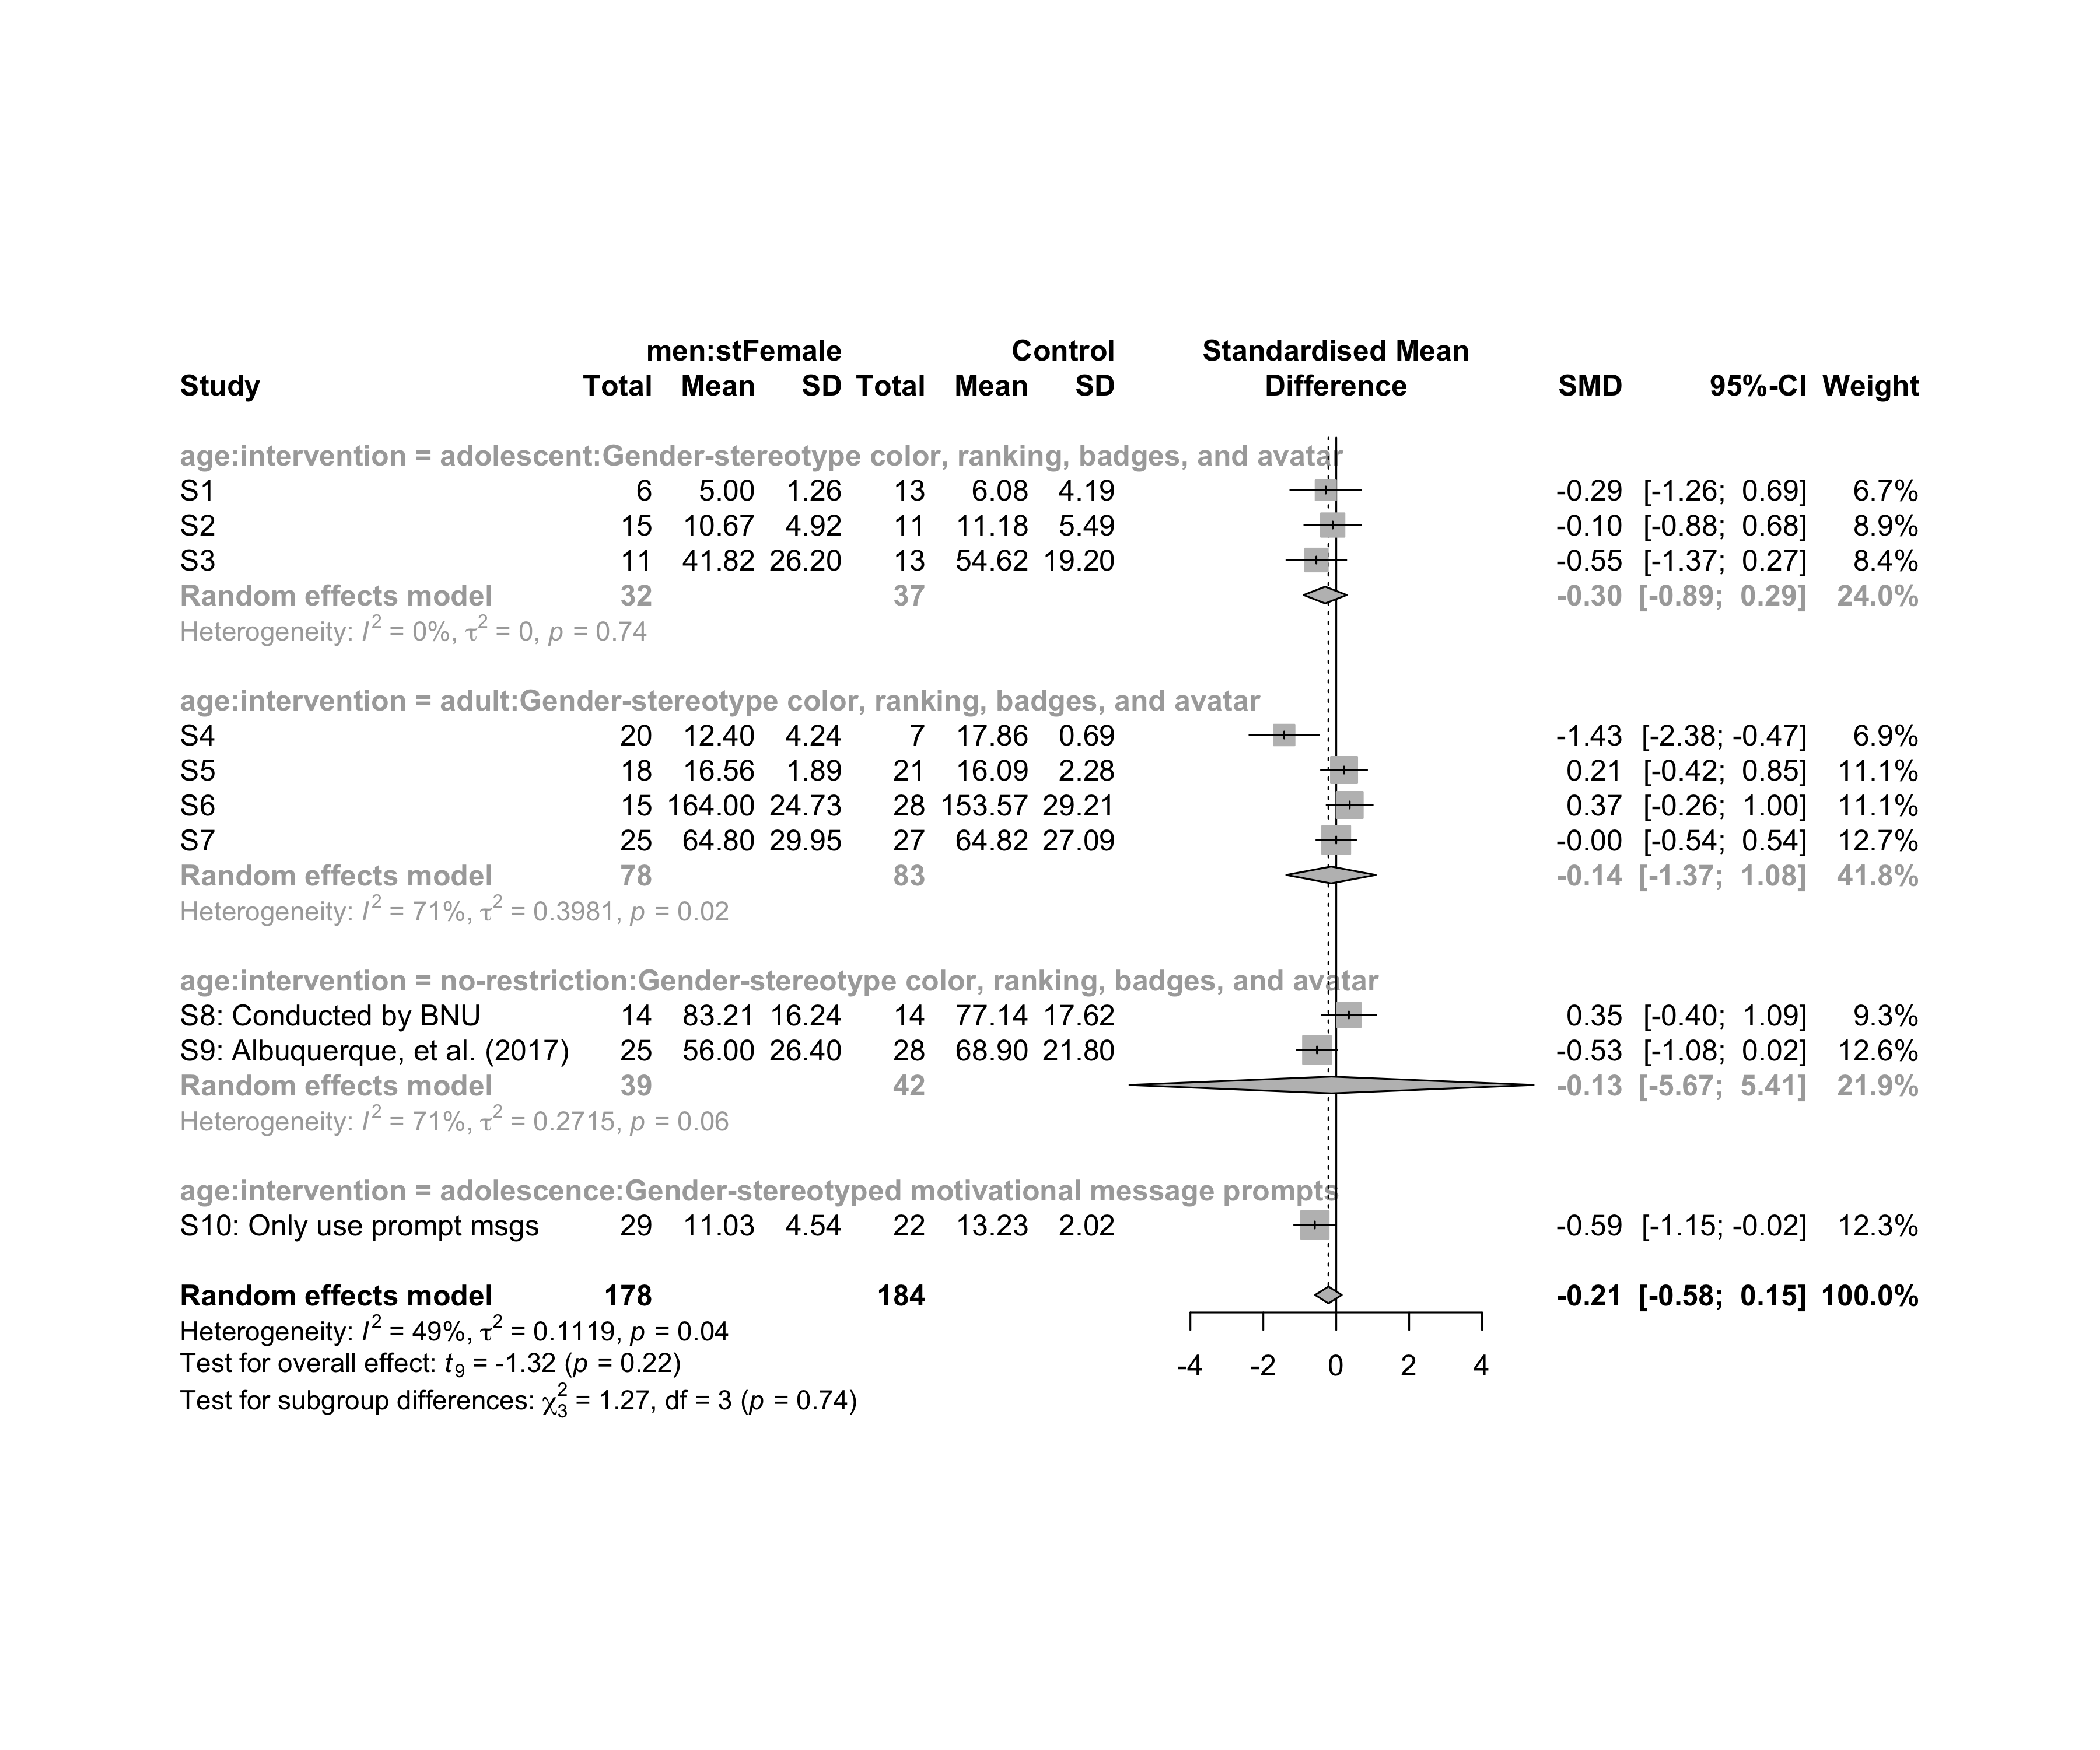 men:stFemale Control Standardised Mean
Study Total Mean SD Total Mean SD Difference SMD 95%-CI Weight
age:intervention = adolescent:Gender-stereotype color, ranking, badges, and avatar
S1 6 5.00 1.26 13 6.08 4.19 -0.29 [-1.26; 0.69] 6.7%
S2 15 10.67 4.92 11 11.18 5.49 -0.10 [-0.88; 0.68] 8.9%
S3 11 41.82 26.20 13 54.62 19.20 -0.55 [-1.37; 0.27] 8.4%
Random effects model 32 37 -0.30 [-0.89; 0.29] 24.0%
Heterogeneity: I² = 0%, τ² = 0, p = 0.74
age:intervention = adult:Gender-stereotype color, ranking, badges, and avatar
S4 20 12.40 4.24 7 17.86 0.69 -1.43 [-2.38; -0.47] 6.9%
S5 18 16.56 1.89 21 16.09 2.28 0.21 [-0.42; 0.85] 11.1%
S6 15 164.00 24.73 28 153.57 29.21 0.37 [-0.26; 1.00] 11.1%
S7 25 64.80 29.95 27 64.82 27.09 -0.00 [-0.54; 0.54] 12.7%
Random effects model 78 83 -0.14 [-1.37; 1.08] 41.8%
Heterogeneity: I² = 71%, τ² = 0.3981, p = 0.02
age:intervention = no-restriction:Gender-stereotype color, ranking, badges, and avatar
S8: Conducted by BNU 14 83.21 16.24 14 77.14 17.62 0.35 [-0.40; 1.09] 9.3%
S9: Albuquerque, et al. (2017) 25 56.00 26.40 28 68.90 21.80 -0.53 [-1.08; 0.02] 12.6%
Random effects model 39 42 -0.13 [-5.67; 5.41] 21.9%
Heterogeneity: I² = 71%, τ² = 0.2715, p = 0.06
age:intervention = adolescence:Gender-stereotyped motivational message prompts
S10: Only use prompt msgs 29 11.03 4.54 22 13.23 2.02 -0.59 [-1.15; -0.02] 12.3%
Random effects model 178 184 -0.21 [-0.58; 0.15] 100.0%
Heterogeneity: I² = 49%, τ² = 0.1119, p = 0.04
Test for overall effect: t₉ = -1.32 (p = 0.22)
-4 -2 0 2 4
Test for subgroup differences: χ²₃ = 1.27, df = 3 (p = 0.74)